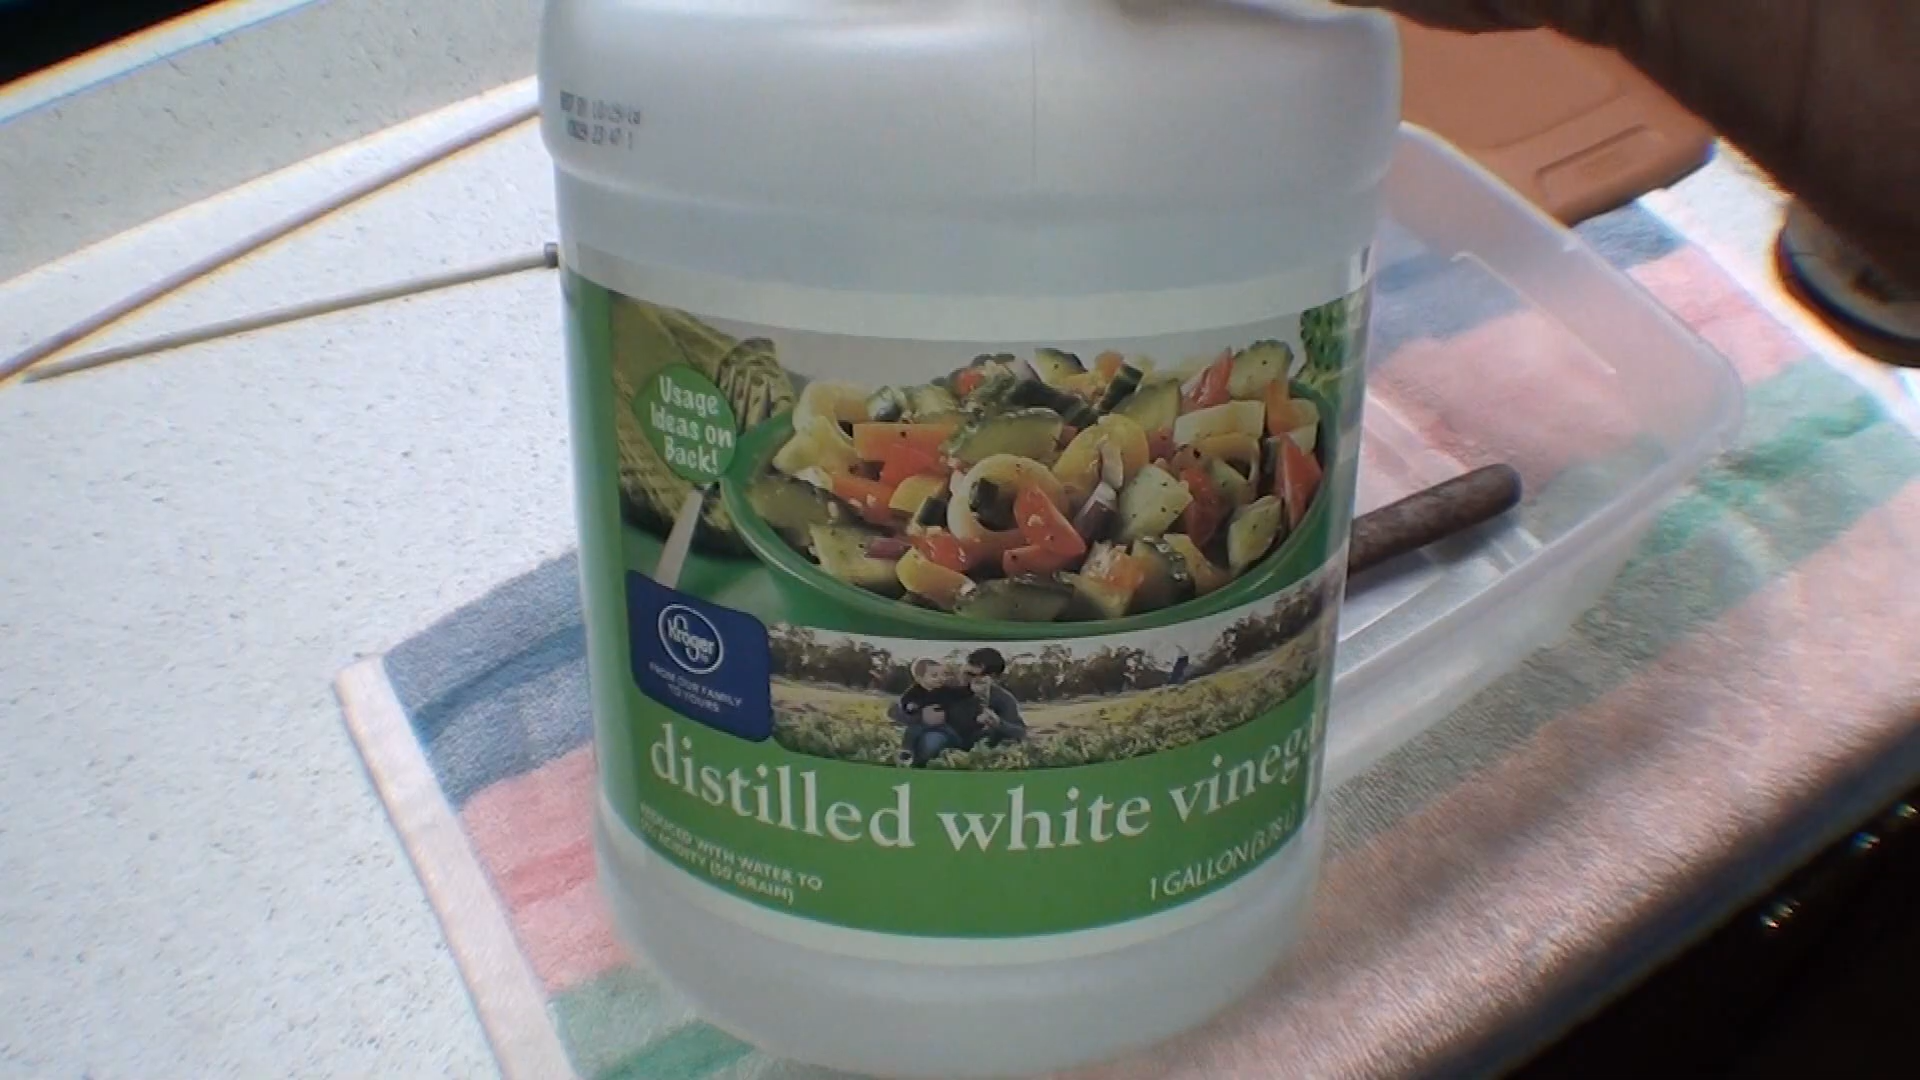 Usage
Ideas on
Back!
Kroger
FROM OUR FAMILY
TO YOURS
distilled white vinega
REDUCED WITH WATER TO
5% ACIDITY (50 GRAIN)
1 GALLON (3.78 L)